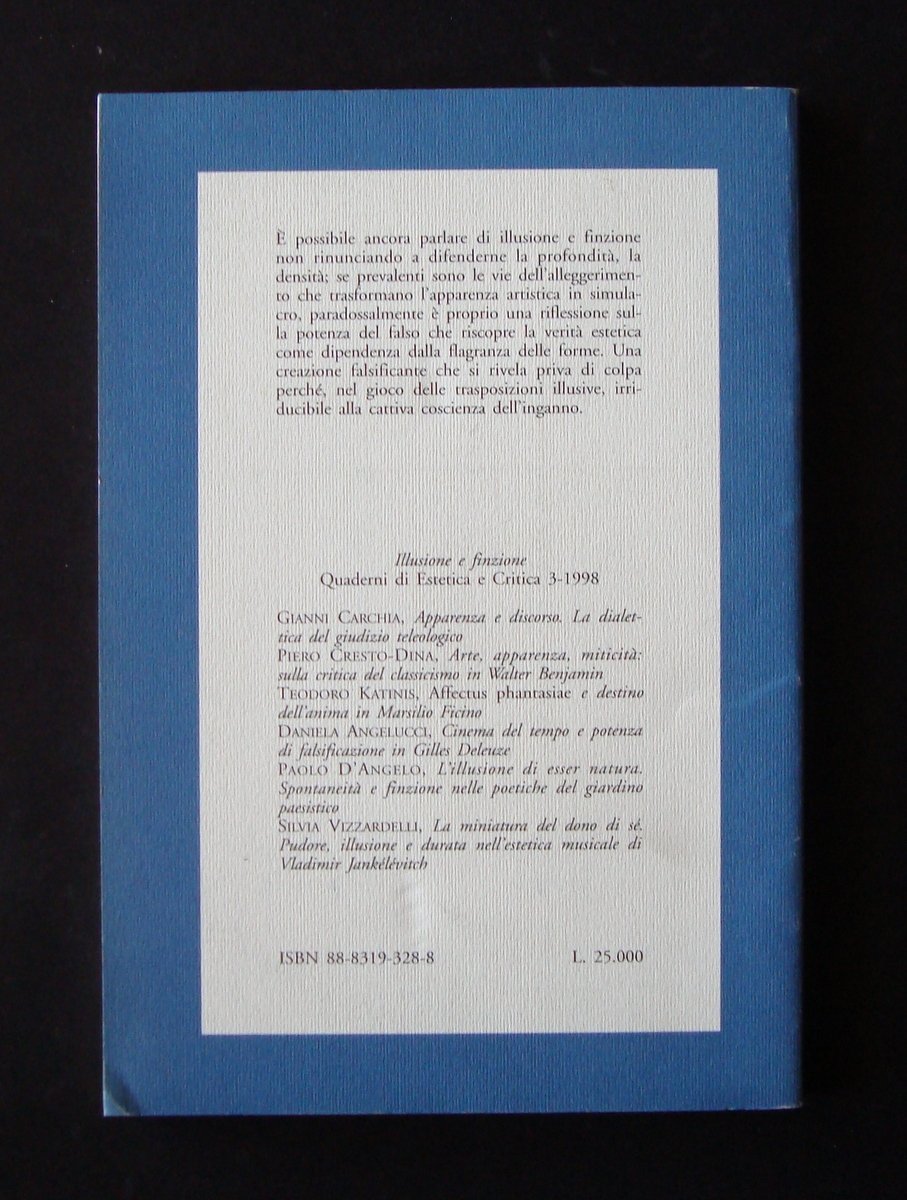 È possibile ancora parlare di illusione e finzione
non rinunciando a difenderne la profondità, la
densità; se prevalenti sono le vie dell'alleggerimen-
to che trasformano l'apparenza artistica in simula-
cro, paradossalmente è proprio una riflessione sul-
la potenza del falso che riscopre la verità estetica
come dipendenza dalla flagranza delle forme. Una
creazione falsificante che si rivela priva di colpa
perché, nel gioco delle trasposizioni illusive, irri-
ducibile alla cattiva coscienza dell'inganno.
Illusione e finzione
Quaderni di Estetica e Critica 3-1998
GIANNI CARCHIA, Apparenza e discorso. La dialet-
tica del giudizio teleologico
PIERO CRESTO-DINA, Arte, apparenza, miticità:
sulla critica del classicismo in Walter Benjamin
TEODORO KATINIS, Affectus phantasiae e destino
dell'anima in Marsilio Ficino
DANIELA ANGELUCCI, Cinema del tempo e potenza
di falsificazione in Gilles Deleuze
PAOLO D'ANGELO, L'illusione di esser natura.
Spontaneità e finzione nelle poetiche del giardino
paesistico
SILVIA VIZZARDELLI, La miniatura del dono di sé.
Pudore, illusione e durata nell'estetica musicale di
Vladimir Jankélévitch
ISBN 88-8319-328-8 L. 25.000